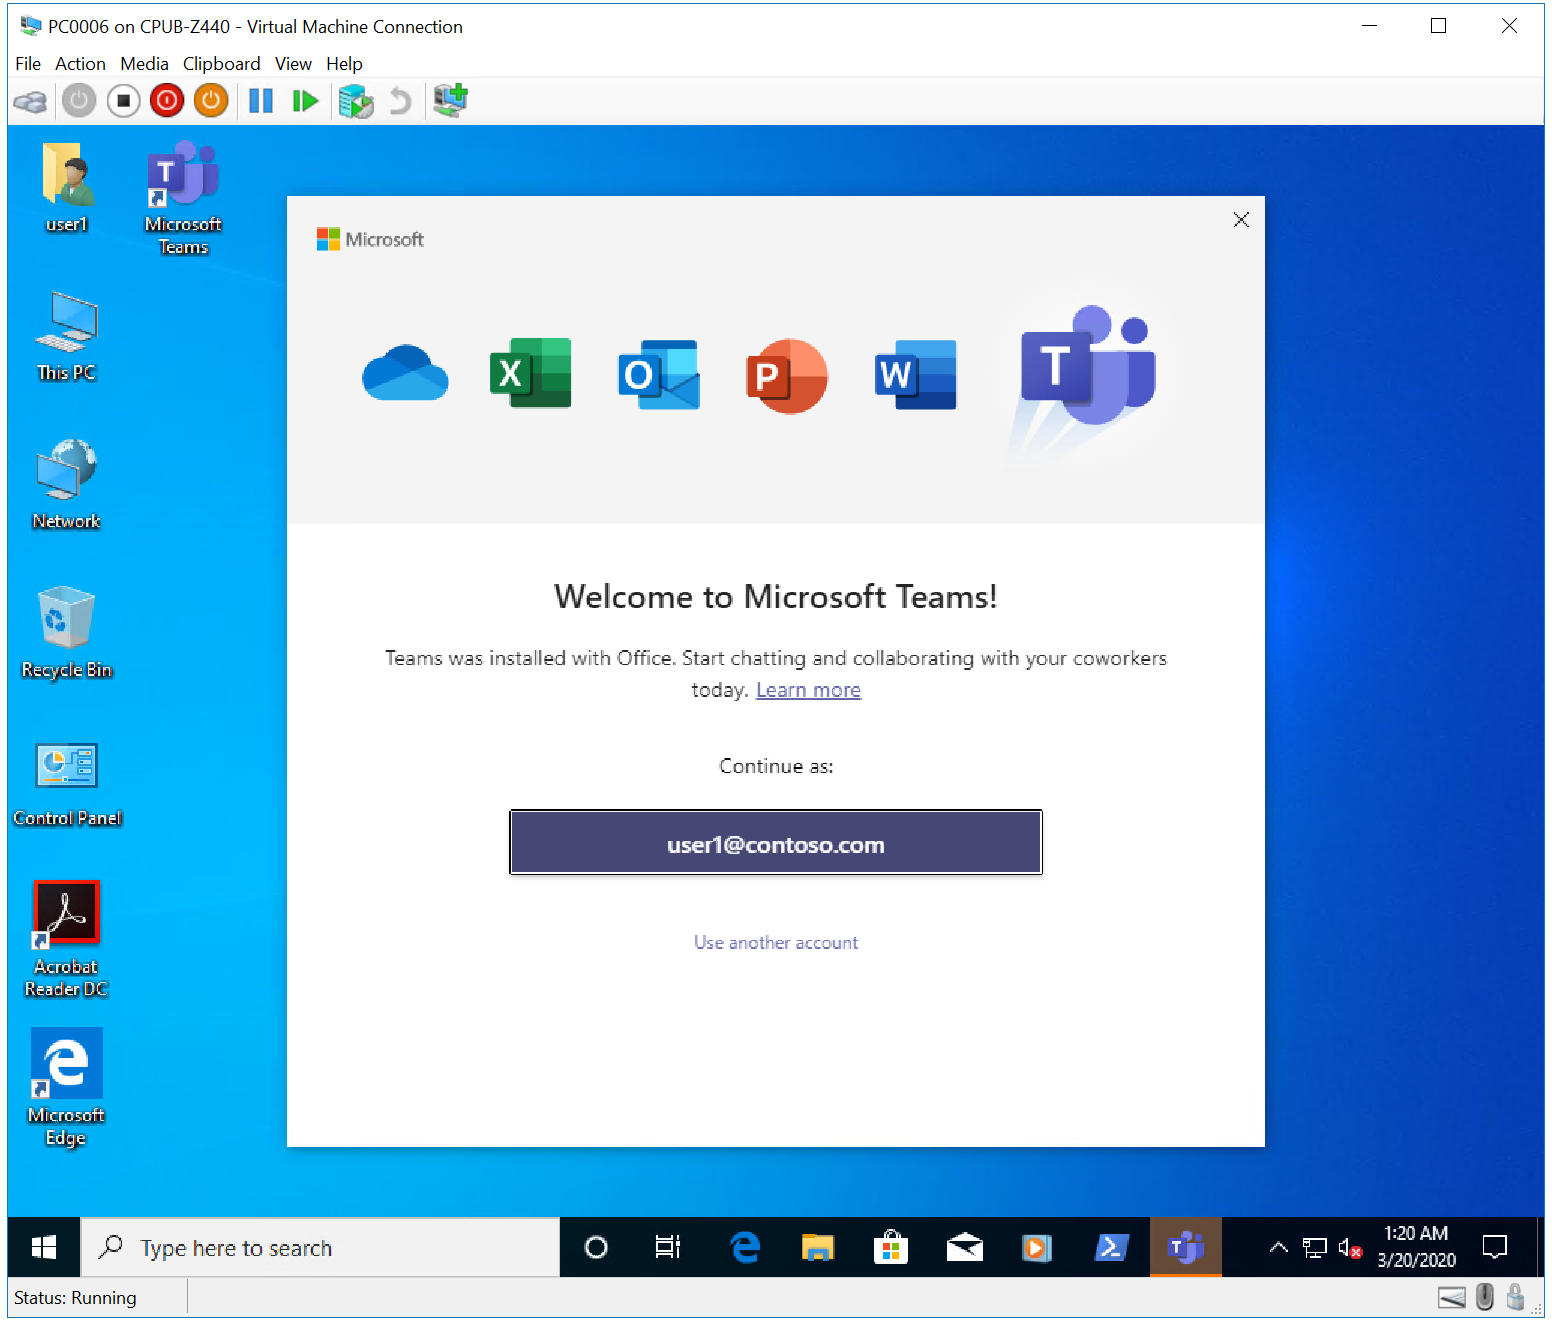 PC0006 on CPUB-Z440 - Virtual Machine Connection
File Action Media Clipboard View Help
user1
Microsoft
Teams
This PC
Network
Recycle Bin
Control Panel
Acrobat
Reader DC
Microsoft
Edge
Microsoft
X
O
P
W
T
Welcome to Microsoft Teams!
Teams was installed with Office. Start chatting and collaborating with your coworkers
today. Learn more
Continue as:
user1@contoso.com
Use another account
Type here to search
1:20 AM
3/20/2020
Status: Running